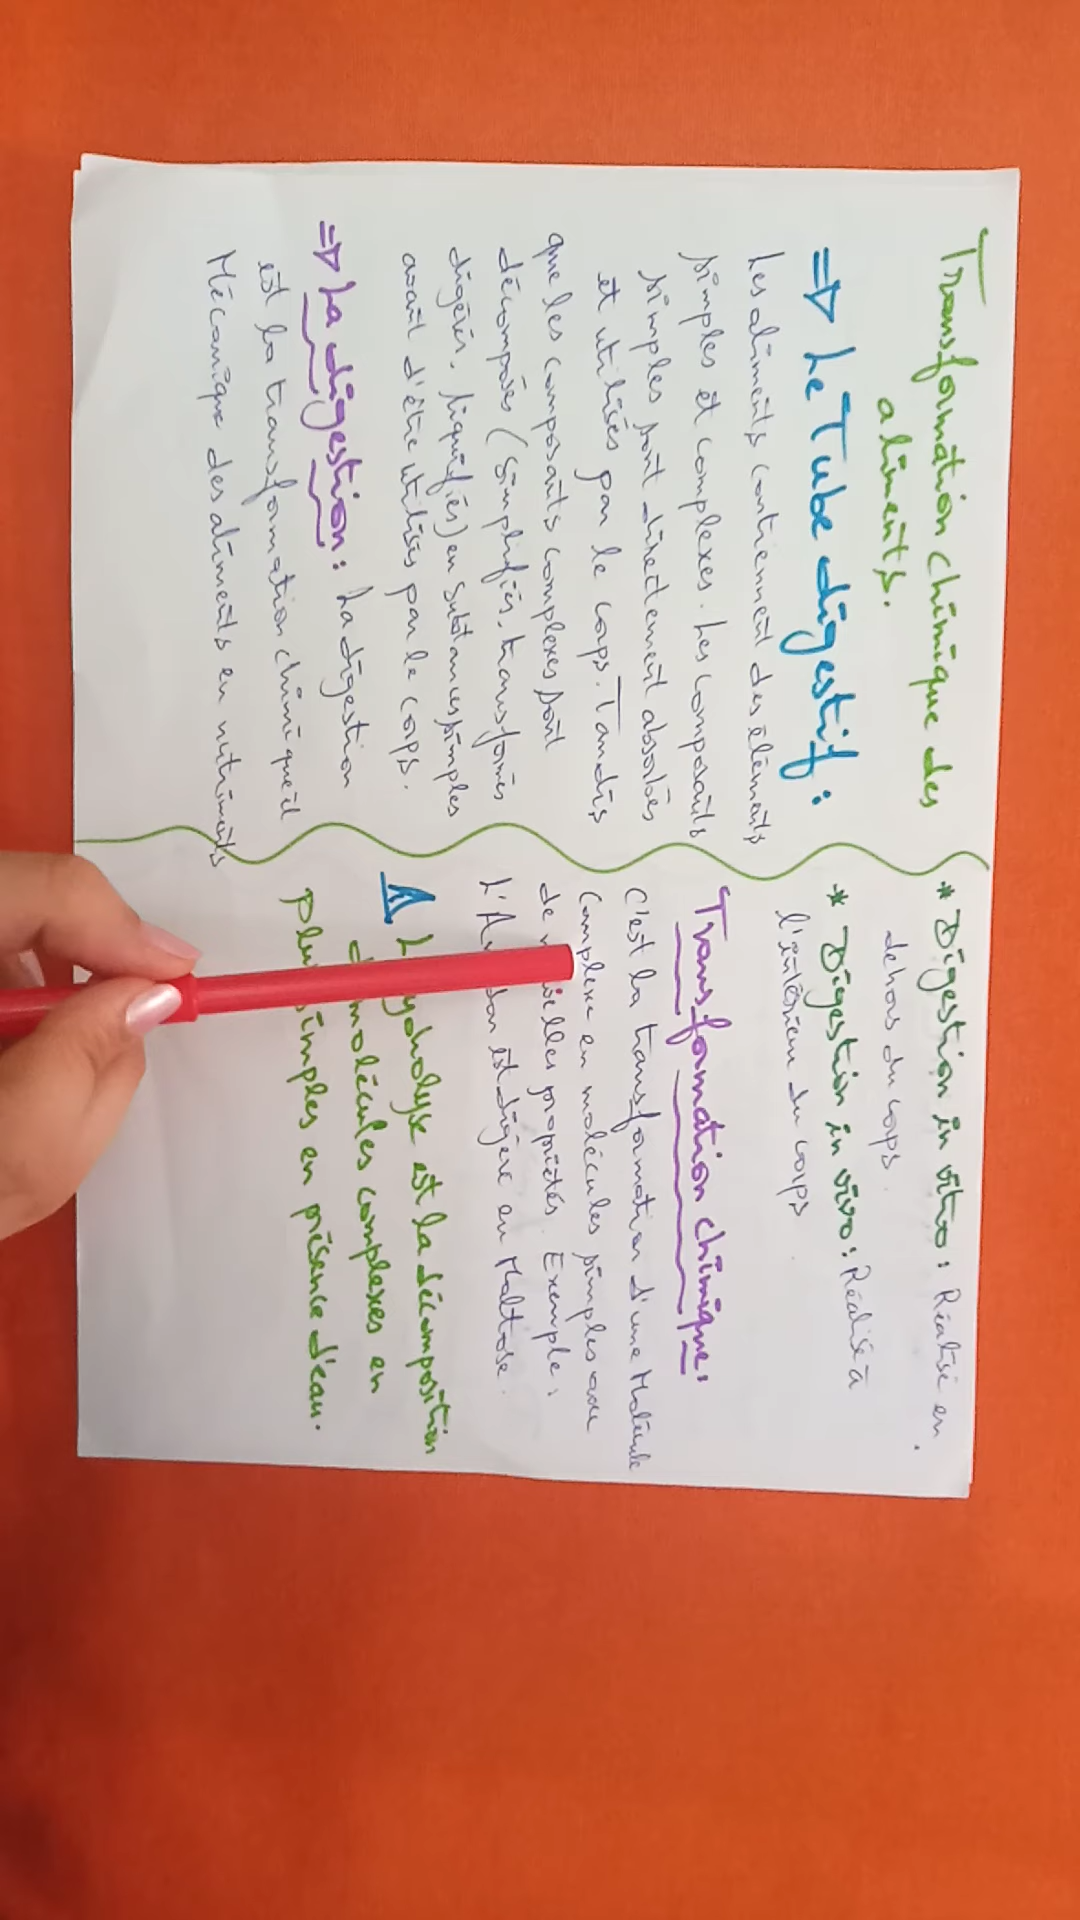 Transformation chimique des
aliments.
=> Le Tube digestif :
Les aliments contiennent des éléments
simples et complexes. Les composants
simples sont directement absorbés
et utilisés par le corps. Tandis
que les composants complexes sont
décomposés (simplifiés, transformés
digérés, liquifiés) en substances simples
avant d'être utilisés par le corps.
=> La digestion : La digestion
est la transformation chimique et
Mécanique des aliments en nutriments
* Digestion in vitro : Réalisé en
dehors du corps.
* Digestion in vivo : Réalisé à
l'intérieur du corps.
Transformation chimique :
C'est la transformation d'une Molécule
Complexe en molécules simples avec
de propriétés. Exemple :
est digéré en Maltose.
est la décomposition
molécules complexes en
simples en présence d'eau.